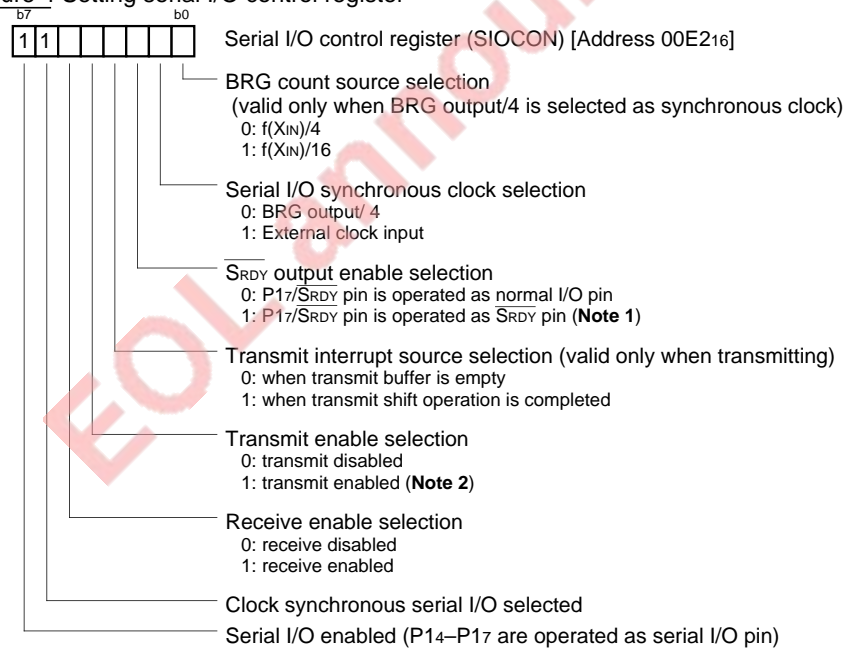 Setting serial I/O control register
b7 b0
1 1 Serial I/O control register (SIOCON) [Address 00E216]
BRG count source selection
(valid only when BRG output/4 is selected as synchronous clock)
0: f(XIN)/4
1: f(XIN)/16
Serial I/O synchronous clock selection
0: BRG output/ 4
1: External clock input
SRDY output enable selection
0: P17/SRDY pin is operated as normal I/O pin
1: P17/SRDY pin is operated as SRDY pin (Note 1)
Transmit interrupt source selection (valid only when transmitting)
0: when transmit buffer is empty
1: when transmit shift operation is completed
Transmit enable selection
0: transmit disabled
1: transmit enabled (Note 2)
Receive enable selection
0: receive disabled
1: receive enabled
Clock synchronous serial I/O selected
Serial I/O enabled (P14–P17 are operated as serial I/O pin)
EOL announ